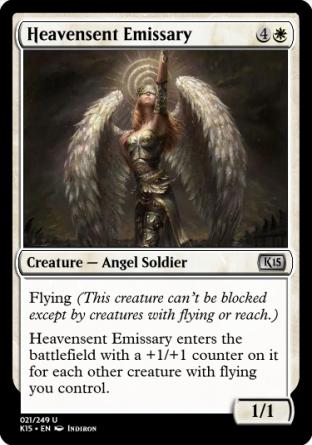 Heavensent Emissary 4
Creature — Angel Soldier K15
Flying (This creature can't be blocked
except by creatures with flying or reach.)
Heavensent Emissary enters the
battlefield with a +1/+1 counter on it
for each other creature with flying
you control.
1/1
021/249 U
K15 • EN Indiron